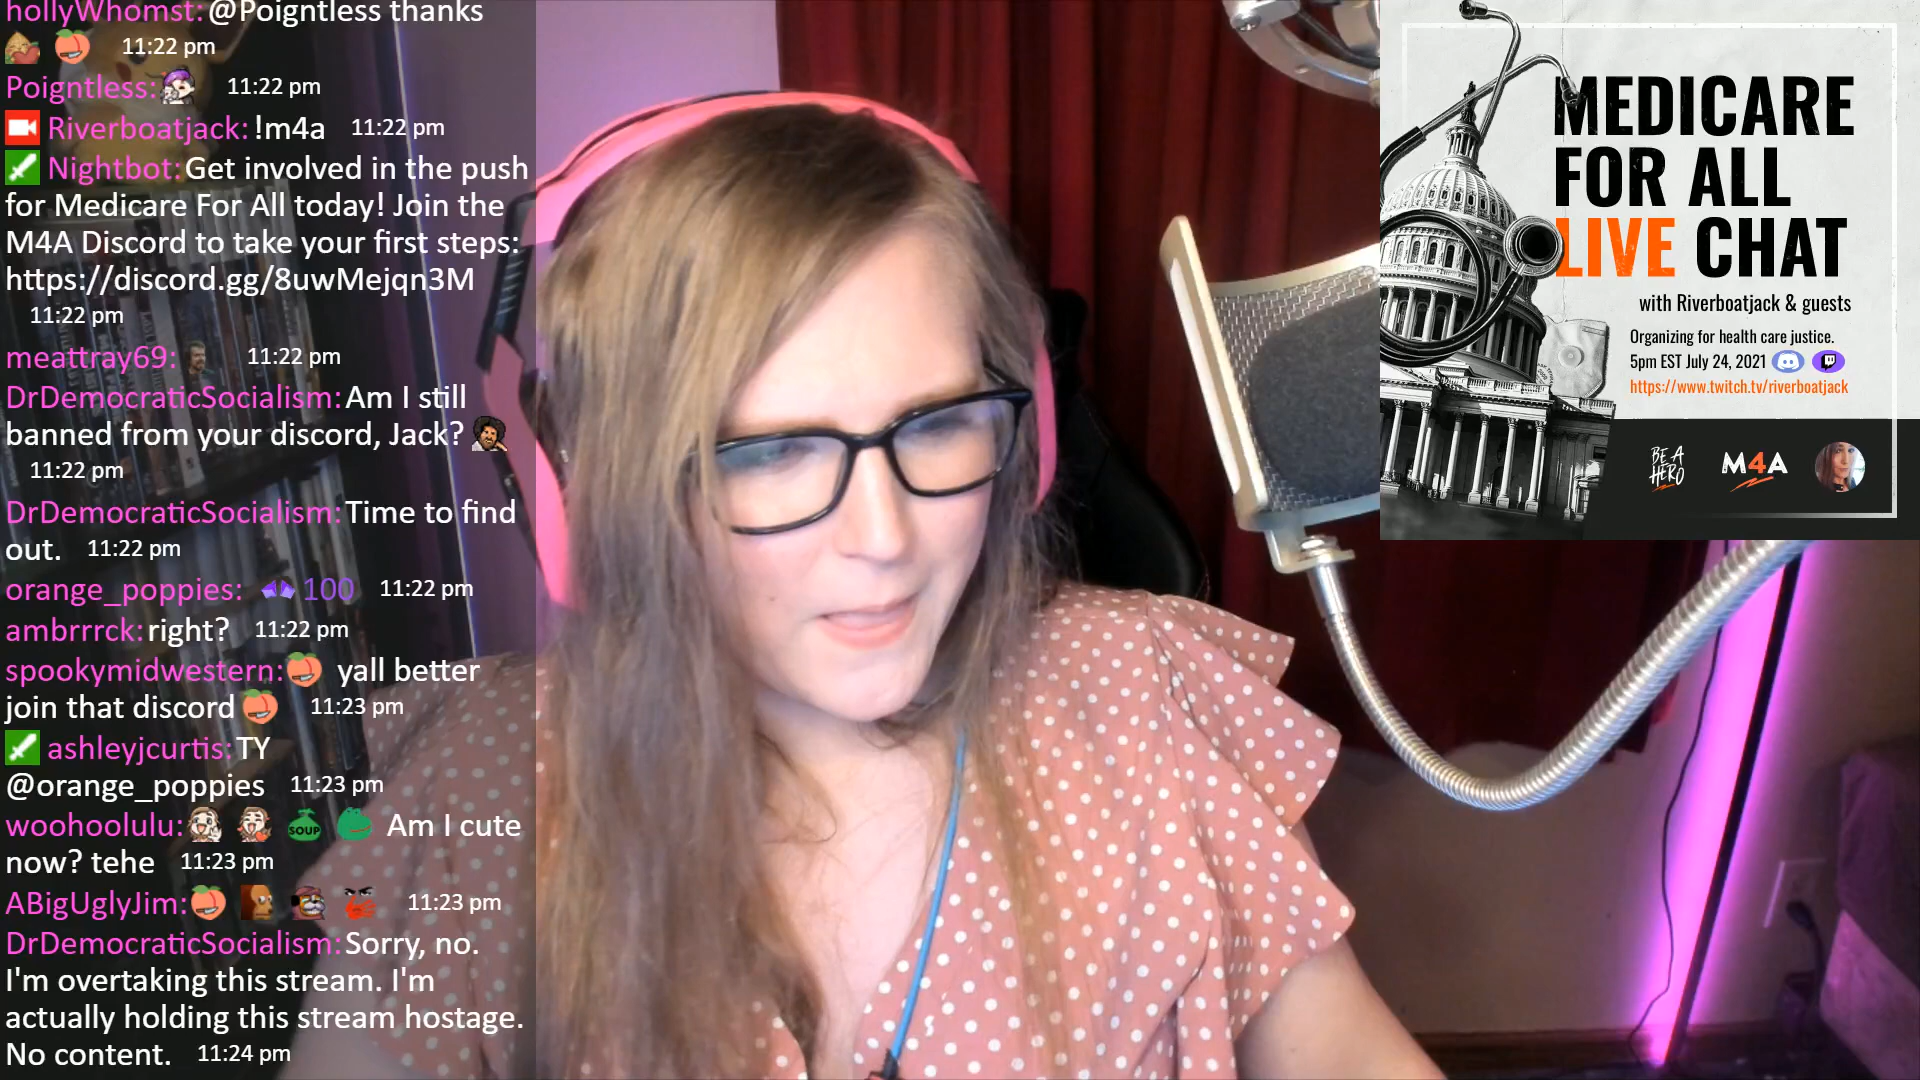 hollyWhomst: @Poigntless thanks
11:22 pm
Poigntless: 11:22 pm
Riverboatjack: !m4a 11:22 pm
Nightbot: Get involved in the push
for Medicare For All today! Join the
M4A Discord to take your first steps:
https://discord.gg/8uwMejqn3M
11:22 pm
meattray69: 11:22 pm
DrDemocraticSocialism: Am I still
banned from your discord, Jack?
11:22 pm
DrDemocraticSocialism: Time to find
out. 11:22 pm
orange_poppies: 100 11:22 pm
ambrrrck: right? 11:22 pm
spookymidwestern: yall better
join that discord 11:23 pm
ashleyjcurtis: TY
@orange_poppies 11:23 pm
woohoolulu: SOUP Am I cute
now? tehe 11:23 pm
ABigUglyJim: 11:23 pm
DrDemocraticSocialism: Sorry, no.
I'm overtaking this stream. I'm
actually holding this stream hostage.
No content. 11:24 pm
MEDICARE
FOR ALL
LIVE CHAT
with Riverboatjack & guests
Organizing for health care justice.
5pm EST July 24, 2021
https://www.twitch.tv/riverboatjack
BE A
HERO
M4A